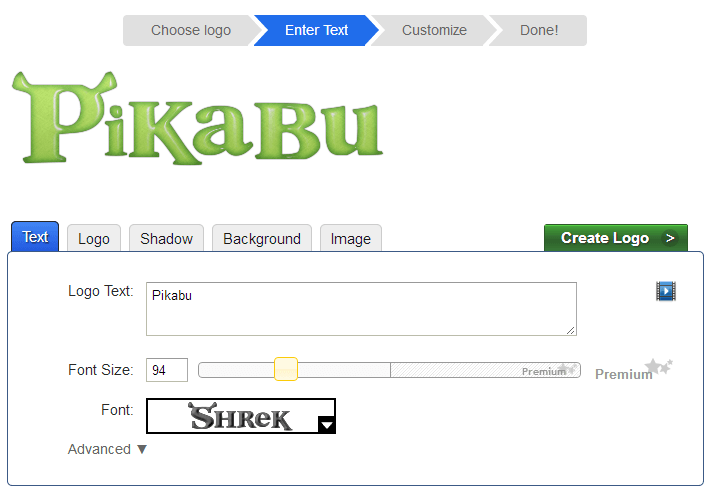 Choose logo Enter Text Customize Done!
PiKaBu
Text Logo Shadow Background Image Create Logo >
Logo Text: Pikabu
Font Size: 94 Premium Premium
Font: SHReK
Advanced ▼